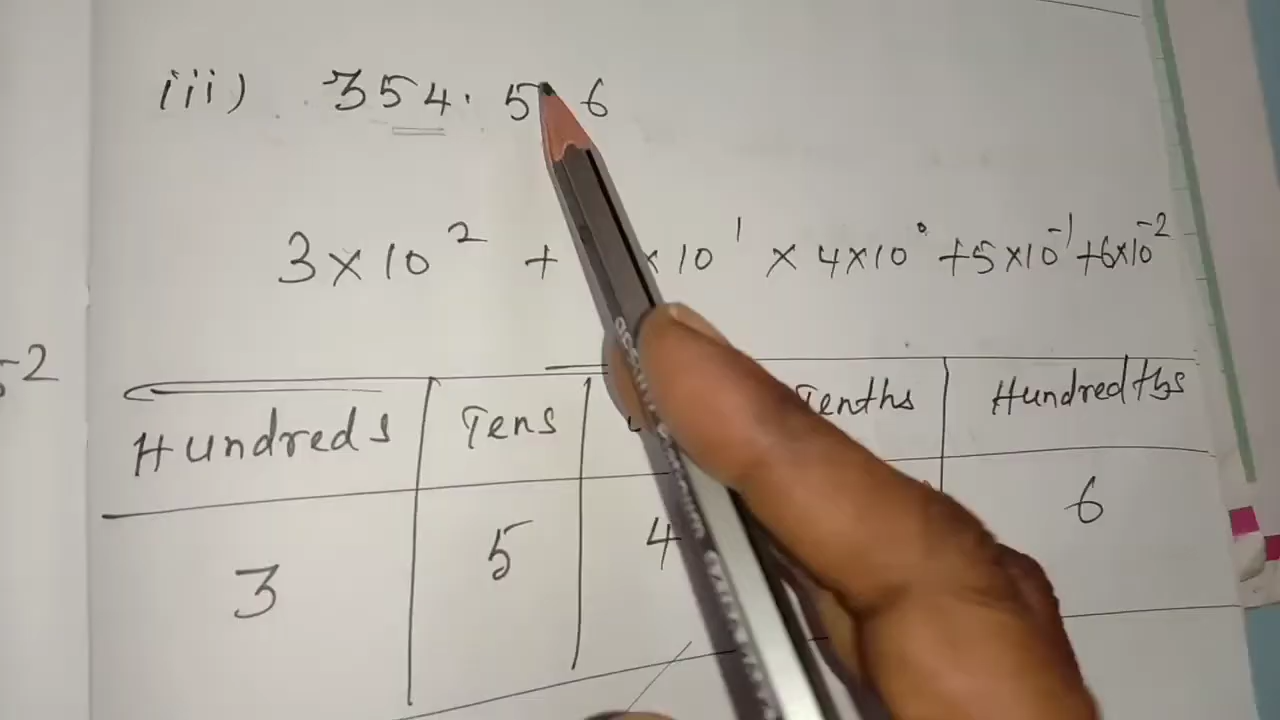 iii) 354.56
3×10² + ×10¹ × 4×10⁰ +5×10⁻¹ +6×10⁻²
-2
Hundreds Tens Tenths Hundredths
3 5 4 6